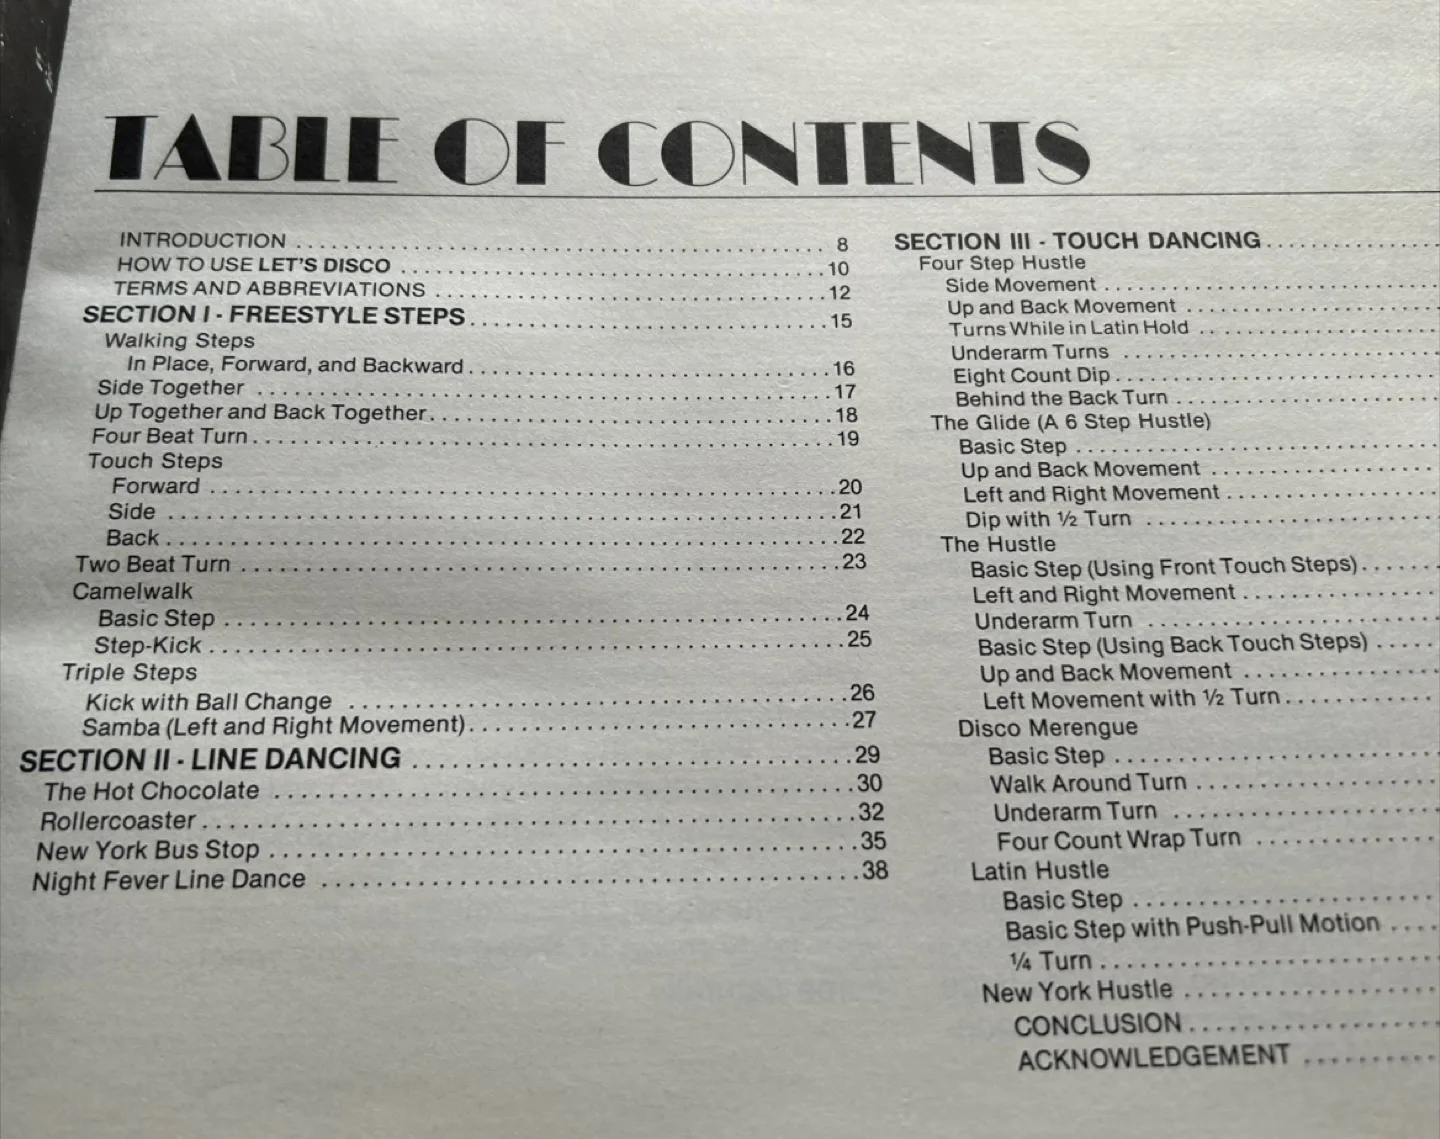 TABLE OF CONTENTS
INTRODUCTION 8
HOW TO USE LET'S DISCO 10
TERMS AND ABBREVIATIONS 12
SECTION I - FREESTYLE STEPS 15
Walking Steps
In Place, Forward, and Backward 16
Side Together 17
Up Together and Back Together 18
Four Beat Turn 19
Touch Steps
Forward 20
Side 21
Back 22
Two Beat Turn 23
Camelwalk
Basic Step 24
Step-Kick 25
Triple Steps
Kick with Ball Change 26
Samba (Left and Right Movement) 27
SECTION II - LINE DANCING 29
The Hot Chocolate 30
Rollercoaster 32
New York Bus Stop 35
Night Fever Line Dance 38
SECTION III - TOUCH DANCING
Four Step Hustle
Side Movement
Up and Back Movement
Turns While in Latin Hold
Underarm Turns
Eight Count Dip
Behind the Back Turn
The Glide (A 6 Step Hustle)
Basic Step
Up and Back Movement
Left and Right Movement
Dip with ½ Turn
The Hustle
Basic Step (Using Front Touch Steps)
Left and Right Movement
Underarm Turn
Basic Step (Using Back Touch Steps)
Up and Back Movement
Left Movement with ½ Turn
Disco Merengue
Basic Step
Walk Around Turn
Underarm Turn
Four Count Wrap Turn
Latin Hustle
Basic Step
Basic Step with Push-Pull Motion
¼ Turn
New York Hustle
CONCLUSION
ACKNOWLEDGEMENT